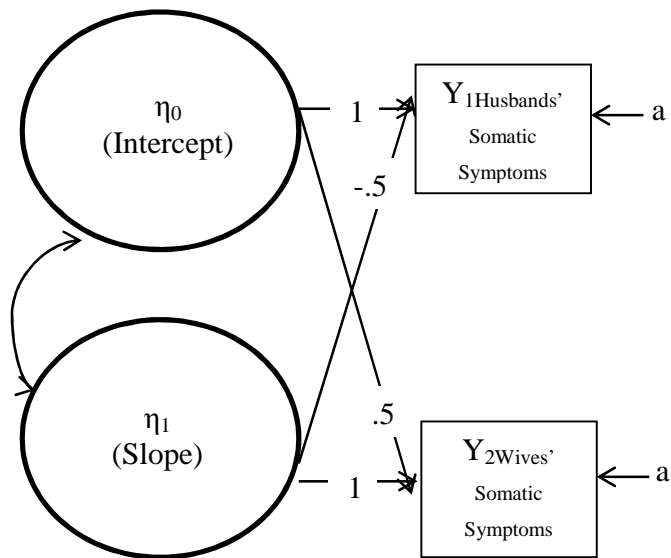 η₀
(Intercept)
1
Y₁Husbands'
Somatic
Symptoms
a
-.5
η₁
(Slope)
.5
1
Y₂Wives'
Somatic
Symptoms
a